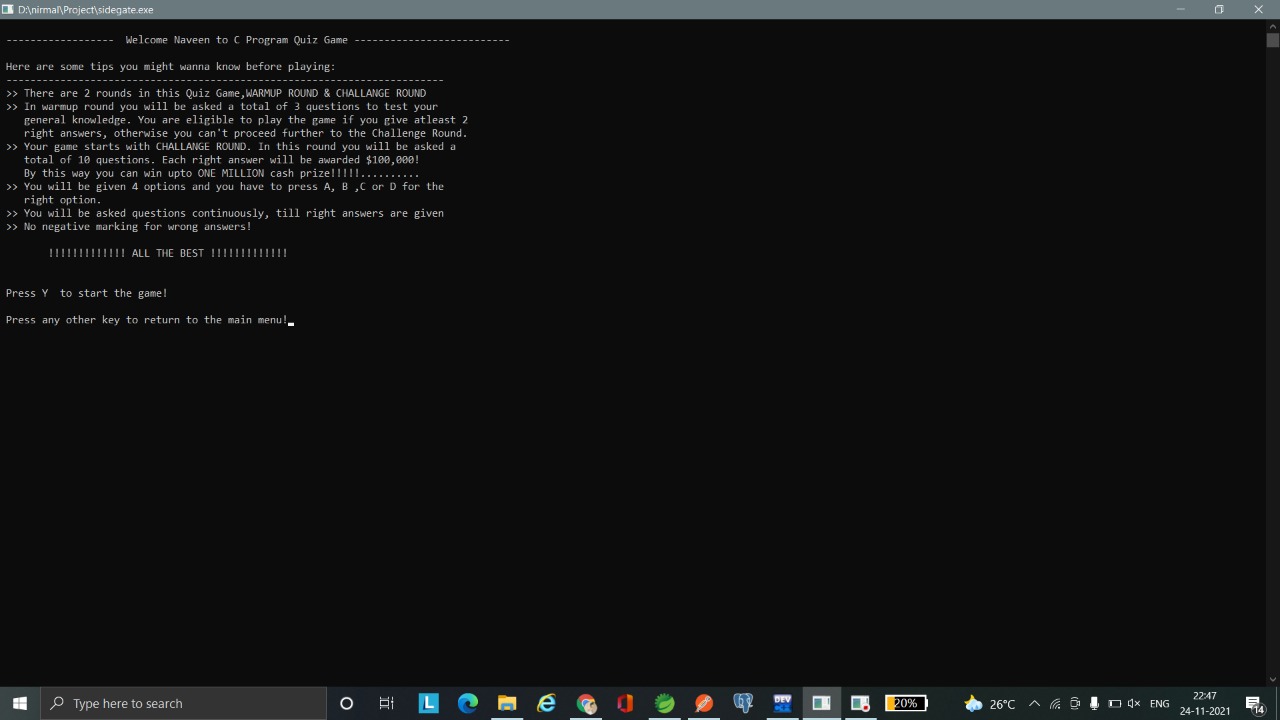 D:\nirmal\Project\sidegate.exe
------------------  Welcome Naveen to C Program Quiz Game --------------------------
Here are some tips you might wanna know before playing:
-------------------------------------------------------------------------
>> There are 2 rounds in this Quiz Game,WARMUP ROUND & CHALLANGE ROUND
>> In warmup round you will be asked a total of 3 questions to test your
   general knowledge. You are eligible to play the game if you give atleast 2
   right answers, otherwise you can't proceed further to the Challenge Round.
>> Your game starts with CHALLANGE ROUND. In this round you will be asked a
   total of 10 questions. Each right answer will be awarded $100,000!
   By this way you can win upto ONE MILLION cash prize!!!!!..........
>> You will be given 4 options and you have to press A, B ,C or D for the
   right option.
>> You will be asked questions continuously, till right answers are given
>> No negative marking for wrong answers!
!!!!!!!!!!!!! ALL THE BEST !!!!!!!!!!!!!
Press Y  to start the game!
Press any other key to return to the main menu!
Type here to search
L
DEV
20%
26°C
ENG
22:47
24-11-2021
14